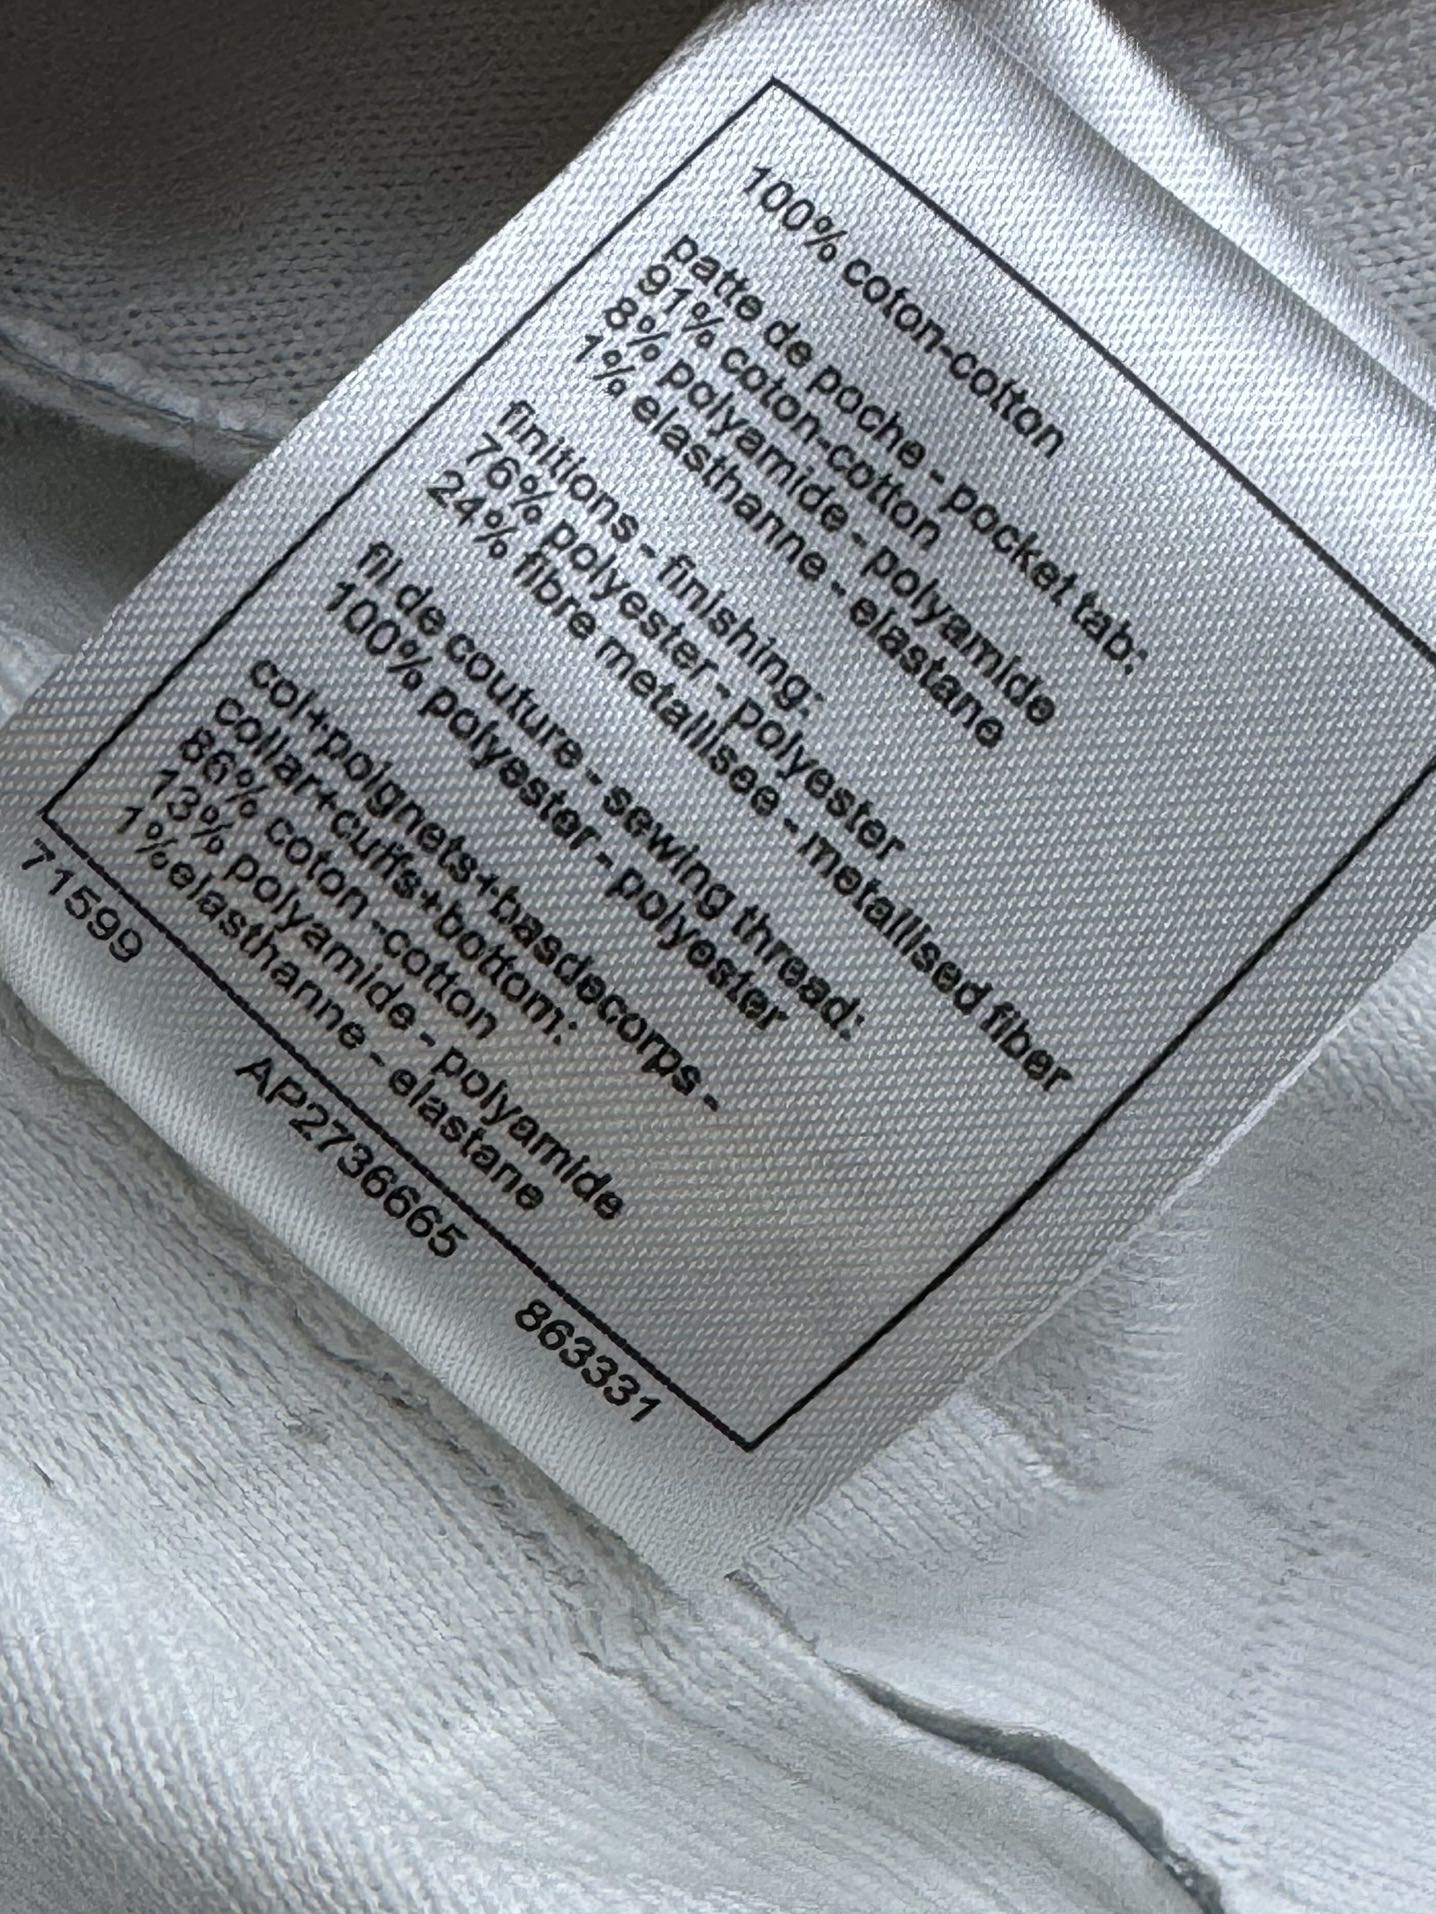 100% coton-cotton
patte de poche - pocket tab:
91% coton-cotton
8% polyamide - polyamide
1% elasthanne - elastane
finitions - finishing:
76% polyester - polyester
24% fibre metallisee - metallised fiber
fil de couture - sewing thread:
100% polyester - polyester
col+poignets+basdecorps -
collar+cuffs+bottom:
86% coton -cotton
13% polyamide - polyamide
1%elasthanne - elastane
71599 AP2736665 863331